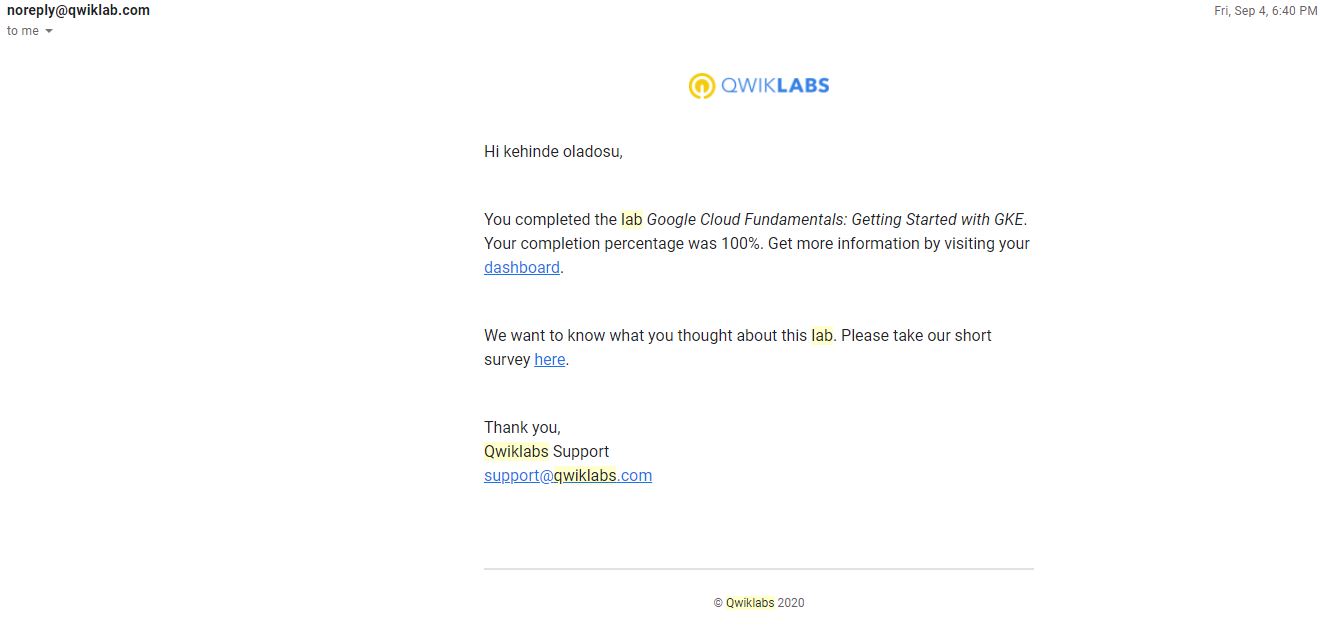 noreply@qwiklab.com
Fri, Sep 4, 6:40 PM
to me
QWIKLABS
Hi kehinde oladosu,
You completed the lab Google Cloud Fundamentals: Getting Started with GKE.
Your completion percentage was 100%. Get more information by visiting your
dashboard.
We want to know what you thought about this lab. Please take our short
survey here.
Thank you,
Qwiklabs Support
support@qwiklabs.com
© Qwiklabs 2020